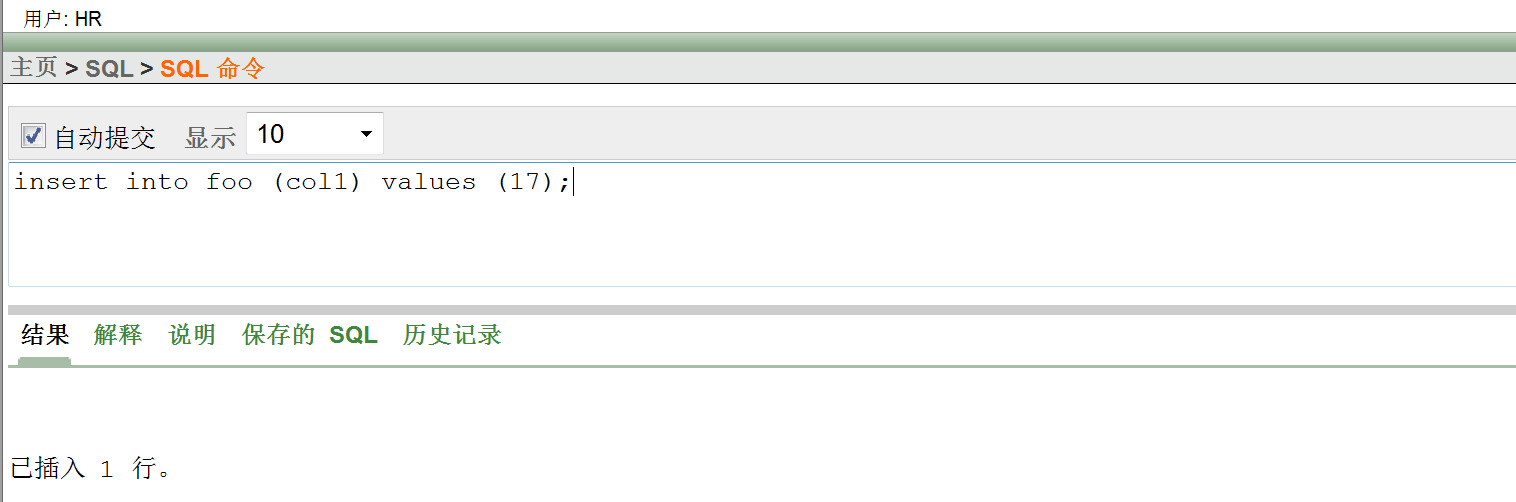 用户: HR
主页 > SQL > SQL 命令
自动提交 显示 10
insert into foo (col1) values (17);
结果 解释 说明 保存的 SQL 历史记录
已插入 1 行。